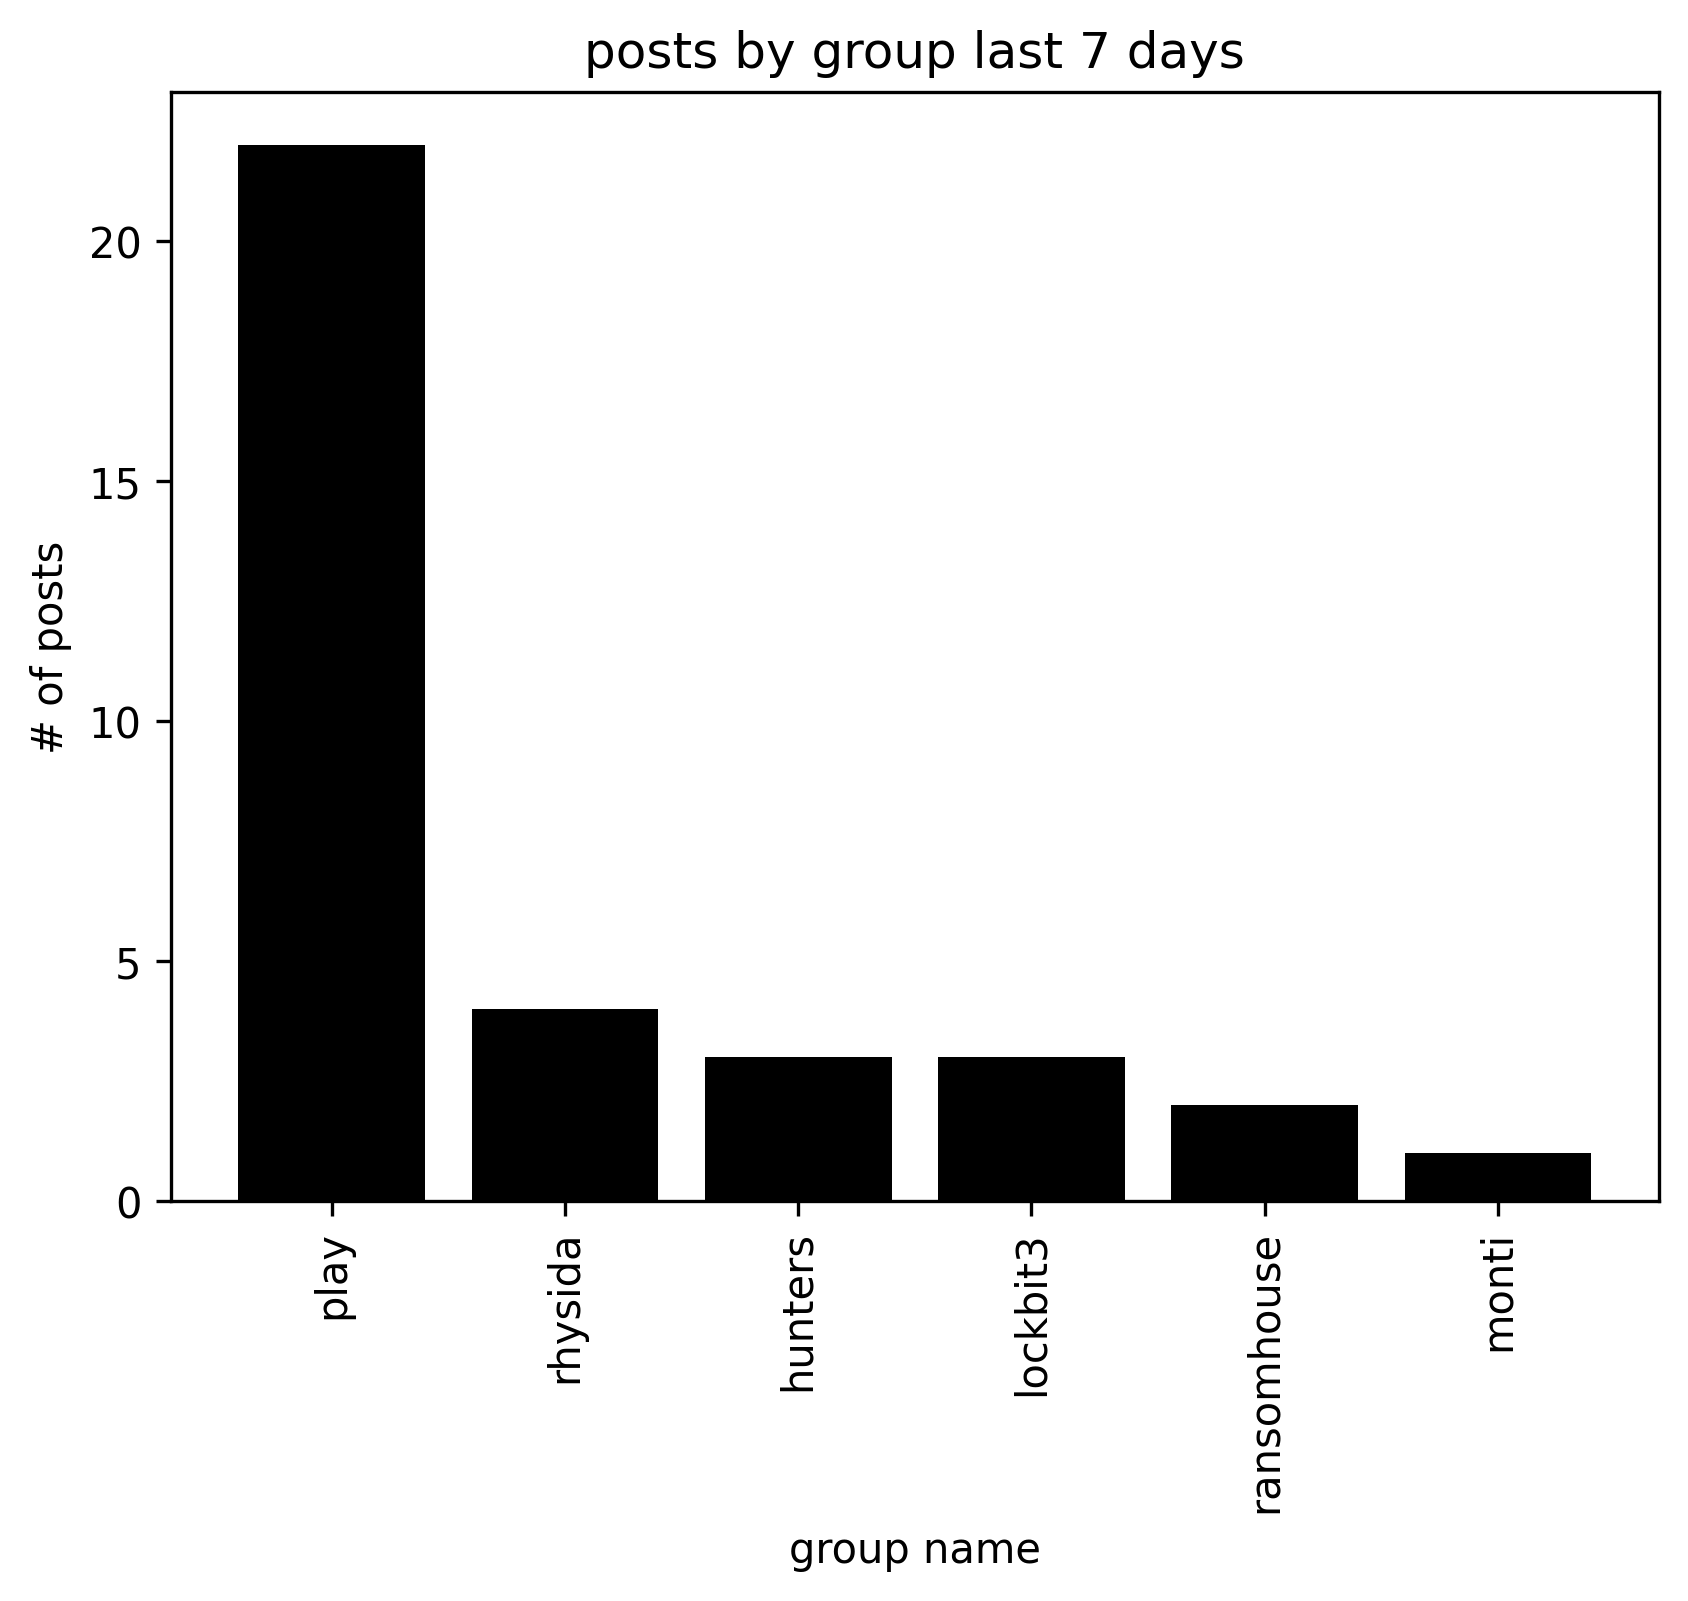 posts by group last 7 days
# of posts
20
15
10
5
0
play
rhysida
hunters
lockbit3
ransomhouse
monti
group name